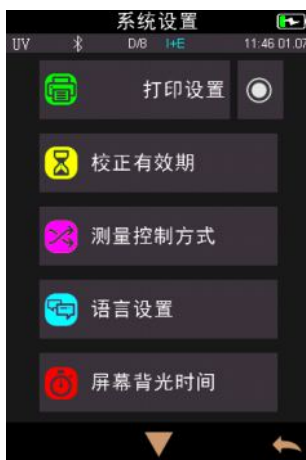 系统设置
UV D/8 I+E 11:46 01.07
打印设置
校正有效期
测量控制方式
语言设置
屏幕背光时间